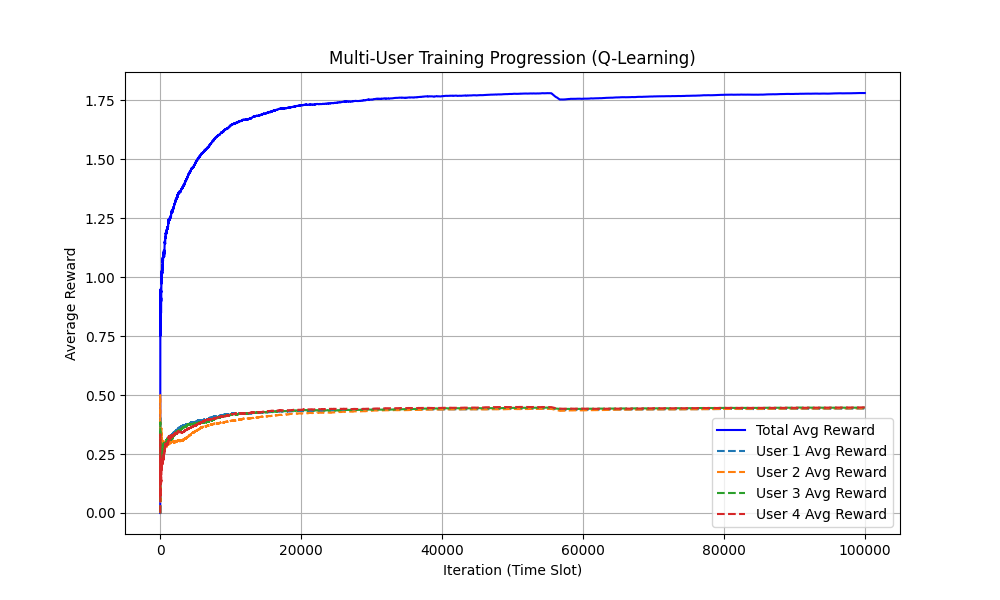 Multi-User Training Progression (Q-Learning)
Average Reward
1.75
1.50
1.25
1.00
0.75
0.50
0.25
0.00
Total Avg Reward
User 1 Avg Reward
User 2 Avg Reward
User 3 Avg Reward
User 4 Avg Reward
0 20000 40000 60000 80000 100000
Iteration (Time Slot)